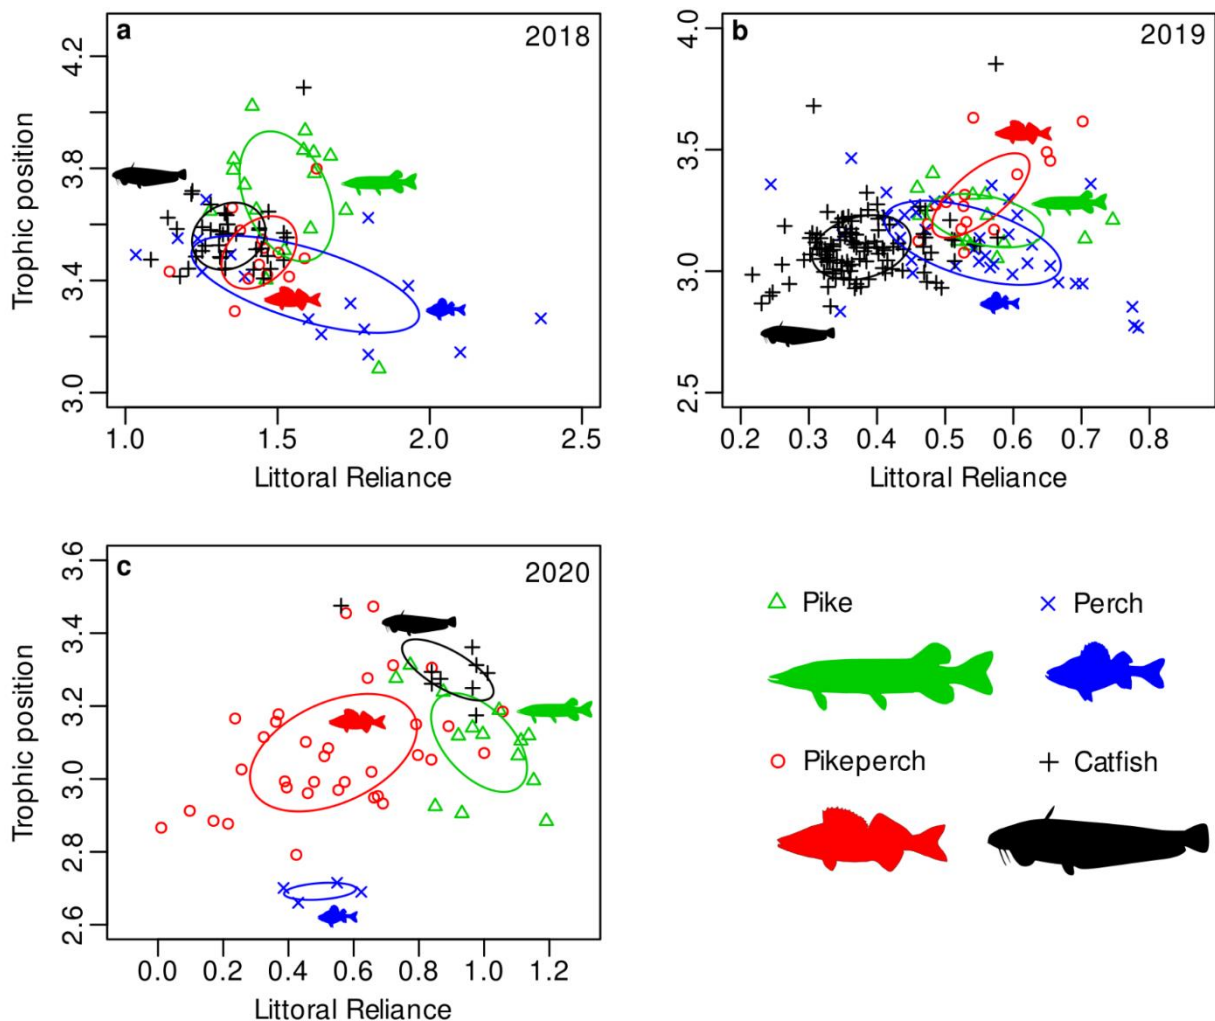 a
2018
Trophic position
4.2
3.8
3.4
3.0
1.0 1.5 2.0 2.5
Littoral Reliance
b
2019
Trophic position
4.0
3.5
3.0
2.5
0.2 0.3 0.4 0.5 0.6 0.7 0.8
Littoral Reliance
c
2020
Trophic position
3.6
3.4
3.2
3.0
2.8
2.6
0.0 0.2 0.4 0.6 0.8 1.0 1.2
Littoral Reliance
Pike
Perch
Pikeperch
Catfish